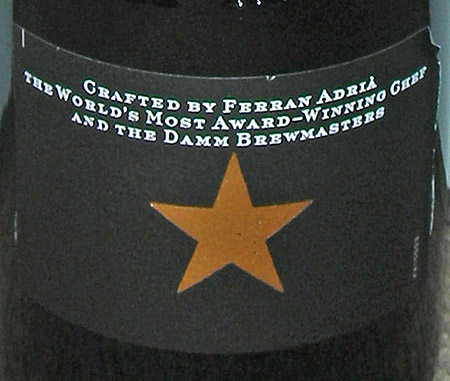 Crafted by Ferran Adrià
the World's Most Award-Winning Chef
and the Damm Brewmasters